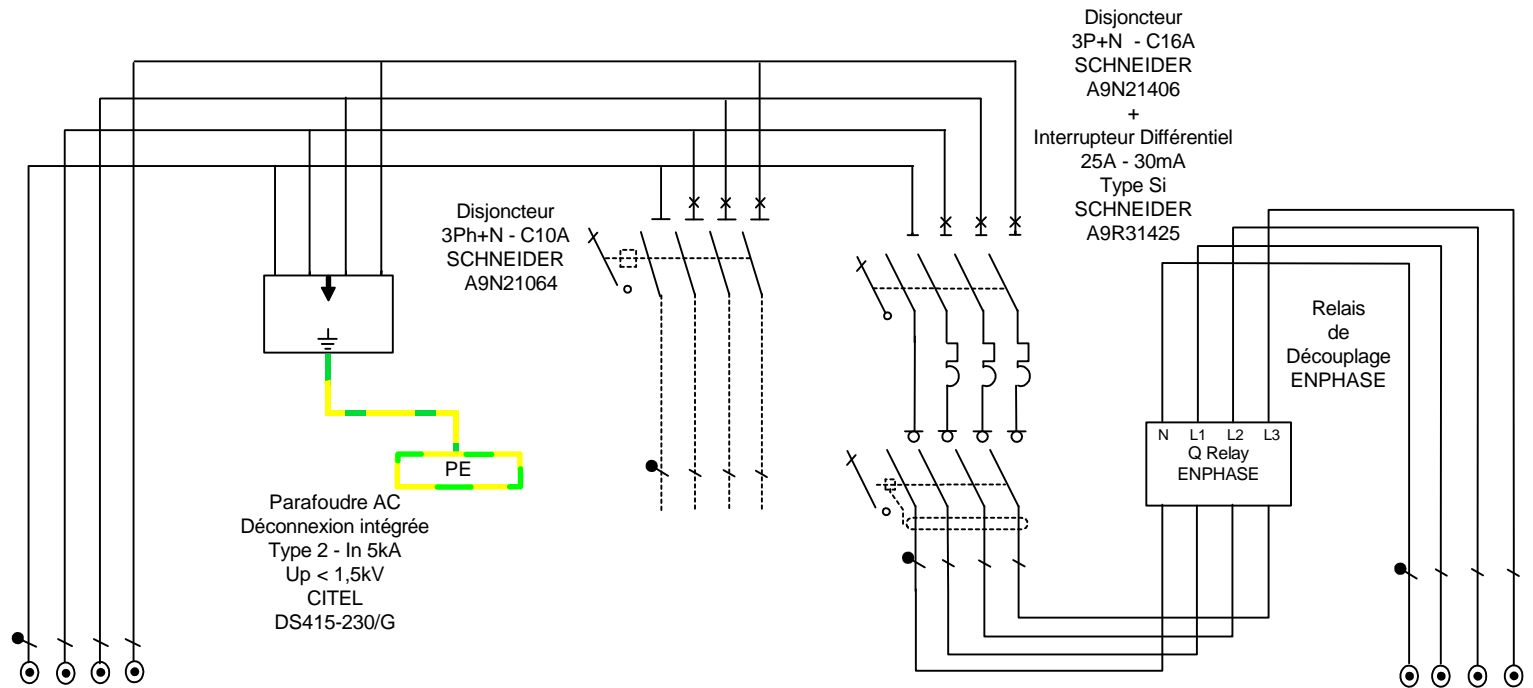 Disjoncteur
3P+N - C16A
SCHNEIDER
A9N21406
+
Interrupteur Différentiel
25A - 30mA
Type Si
SCHNEIDER
A9R31425
Disjoncteur
3Ph+N - C10A
SCHNEIDER
A9N21064
Relais
de
Découplage
ENPHASE
N L1 L2 L3
Q Relay
ENPHASE
PE
Parafoudre AC
Déconnexion intégrée
Type 2 - In 5kA
Up < 1,5kV
CITEL
DS415-230/G